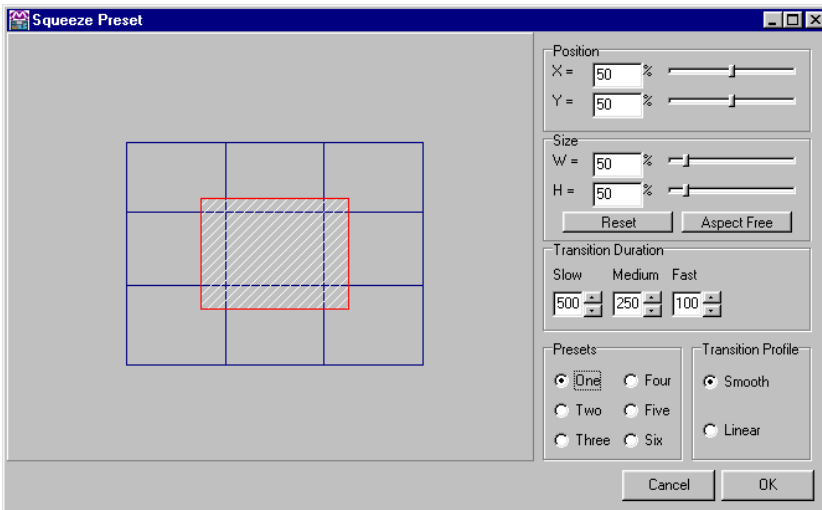 Squeeze Preset
Position
X = 50 %
Y = 50 %
Size
W = 50 %
H = 50 %
Reset Aspect Free
Transition Duration
Slow Medium Fast
500 250 100
Presets Transition Profile
One Four Smooth
Two Five
Linear
Three Six
Cancel OK